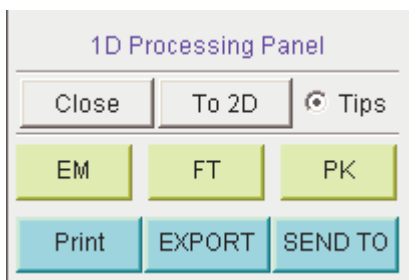 1D Processing Panel
Close To 2D Tips
EM FT PK
Print EXPORT SEND TO